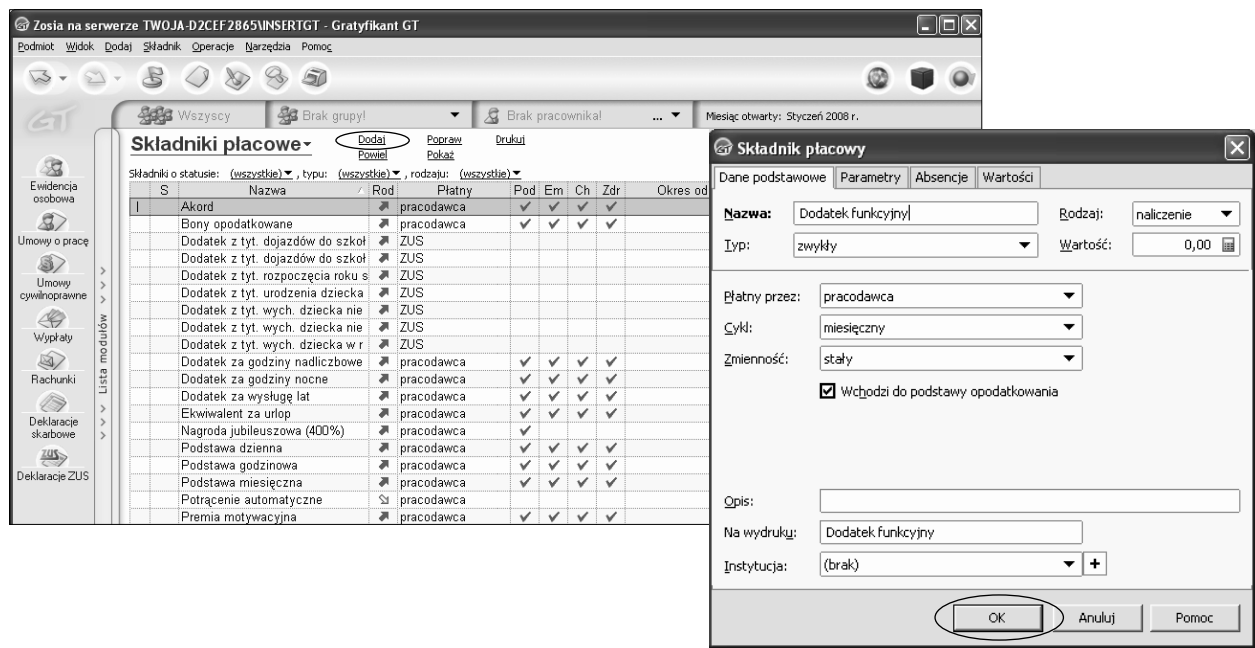 Zosia na serwerze TWOJA-D2CEF2865\INSERTGT - Gratyfikant GT
Podmiot Widok Dodaj Składnik Operacje Narzędzia Pomoc
GT
Wszyscy Brak grupy! Brak pracownika! ... Miesiąc otwarty: Styczeń 2008 r.
Składniki płacowe Dodaj Popraw Drukuj
Powiel Pokaż
Składniki o statusie: (wszystkie) , typu: (wszystkie) , rodzaju: (wszystkie)
S Nazwa Rod Płatny Pod Em Ch Zdr Okres od
Akord pracodawca
Bony opodatkowane pracodawca
Dodatek z tyt. dojazdów do szkoł ZUS
Dodatek z tyt. dojazdów do szkoł ZUS
Dodatek z tyt. rozpoczęcia roku s ZUS
Dodatek z tyt. urodzenia dziecka ZUS
Dodatek z tyt. wych. dziecka nie ZUS
Dodatek z tyt. wych. dziecka nie ZUS
Dodatek z tyt. wych. dziecka w r ZUS
Dodatek za godziny nadliczbowe pracodawca
Dodatek za godziny nocne pracodawca
Dodatek za wysługę lat pracodawca
Ekwiwalent za urlop pracodawca
Nagroda jubileuszowa (400%) pracodawca
Podstawa dzienna pracodawca
Podstawa godzinowa pracodawca
Podstawa miesięczna pracodawca
Potrącenie automatyczne pracodawca
Premia motywacyjna pracodawca
Ewidencja
osobowa
Umowy o pracę
Umowy
cywilnoprawne
Wypłaty
Rachunki
Deklaracje
skarbowe
ZUS
Deklaracje ZUS
Lista modułów
Składnik płacowy
Dane podstawowe Parametry Absencje Wartości
Nazwa: Dodatek funkcyjny Rodzaj: naliczenie
Typ: zwykły Wartość: 0,00
Płatny przez: pracodawca
Cykl: miesięczny
Zmienność: stały
Wchodzi do podstawy opodatkowania
Opis:
Na wydruku: Dodatek funkcyjny
Instytucja: (brak) +
OK Anuluj Pomoc